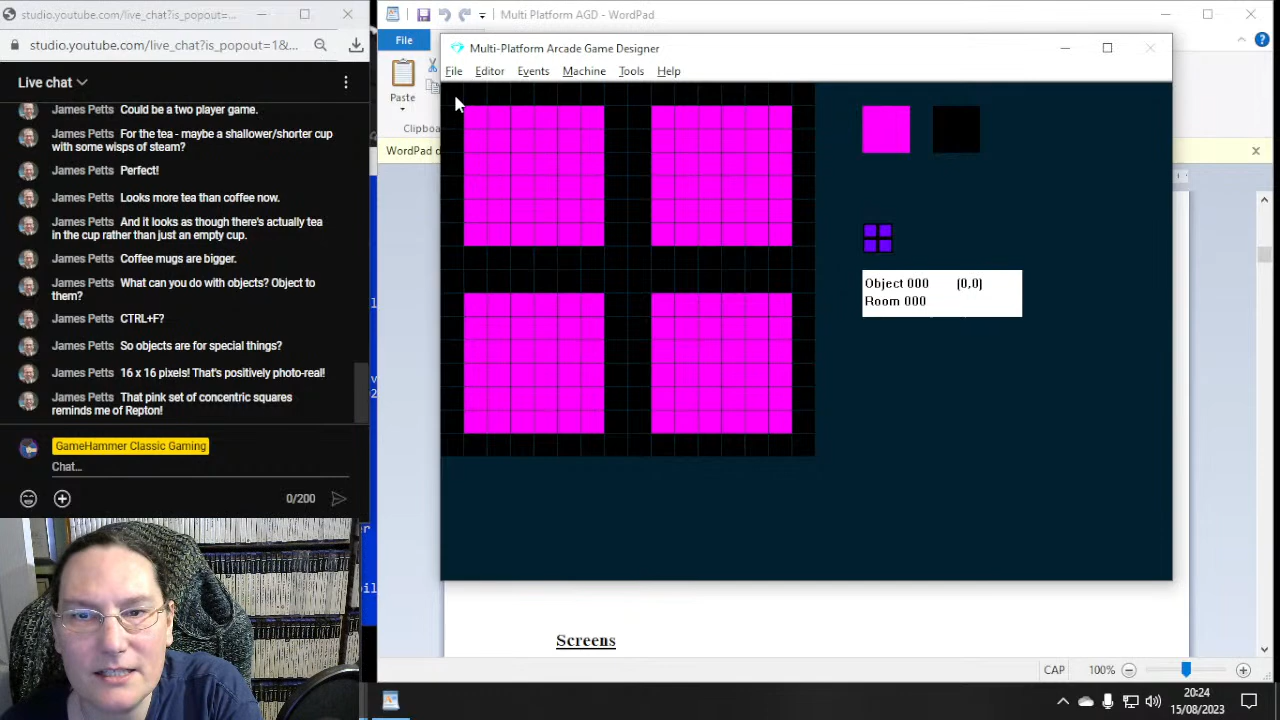 studio.youtube.com/live_chat?is_popout=
studio.youtube.com/live_chat?is_popout=1&...
Live chat
James Petts Could be a two player game.
James Petts For the tea - maybe a shallower/shorter cup
with some wisps of steam?
James Petts Perfect!
James Petts Looks more tea than coffee now.
James Petts And it looks as though there's actually tea
in the cup rather than just an empty cup.
James Petts Coffee mugs are bigger.
James Petts What can you do with objects? Object to
them?
James Petts CTRL+F?
James Petts So objects are for special things?
James Petts 16 x 16 pixels! That's positively photo-real!
James Petts That pink set of concentric squares
reminds me of Repton!
GameHammer Classic Gaming
Chat...
0/200
Multi Platform AGD - WordPad
File
Paste
Clipboa
WordPad d
Multi-Platform Arcade Game Designer
File Editor Events Machine Tools Help
Object 000 (0,0)
Room 000
Screens
CAP 100%
20:24
15/08/2023